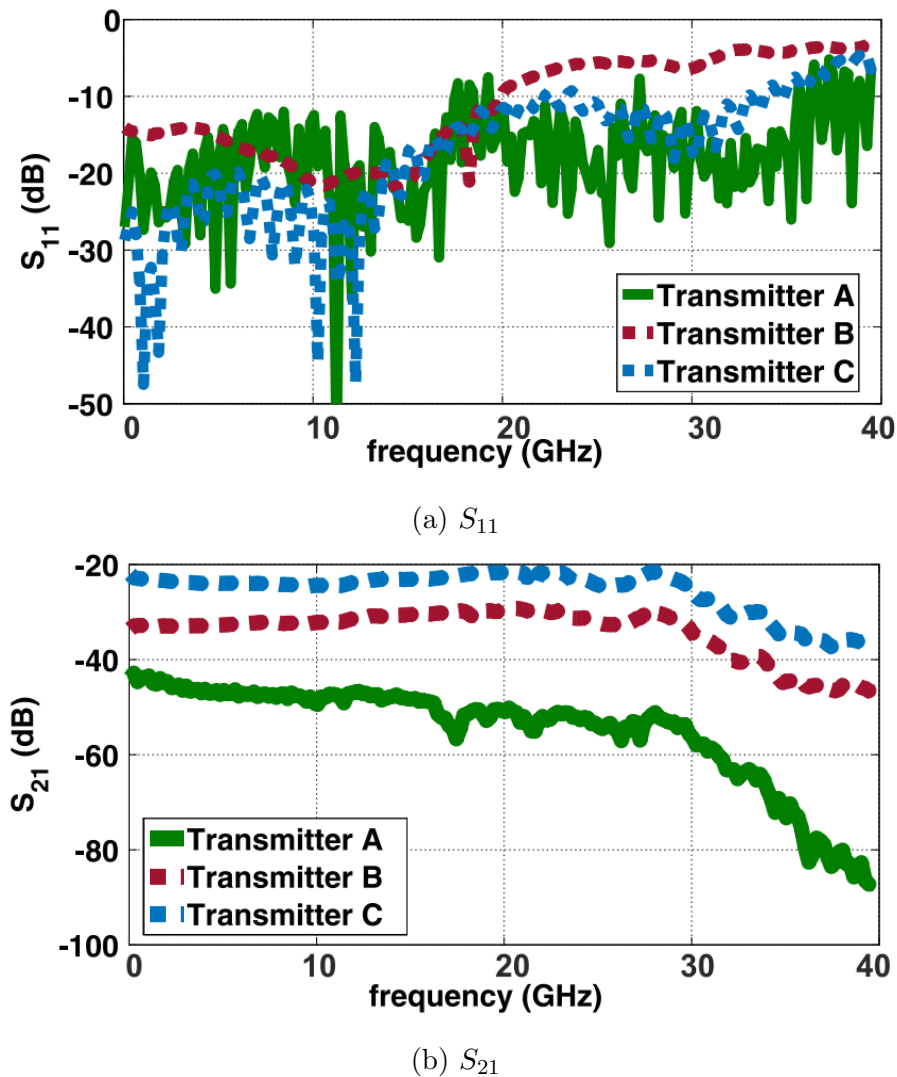 0
-10
-20
-30
-40
-50
S11 (dB)
Transmitter A
Transmitter B
Transmitter C
0 10 20 30 40
frequency (GHz)
(a) S11
-20
-40
-60
-80
-100
S21 (dB)
Transmitter A
Transmitter B
Transmitter C
0 10 20 30 40
frequency (GHz)
(b) S21